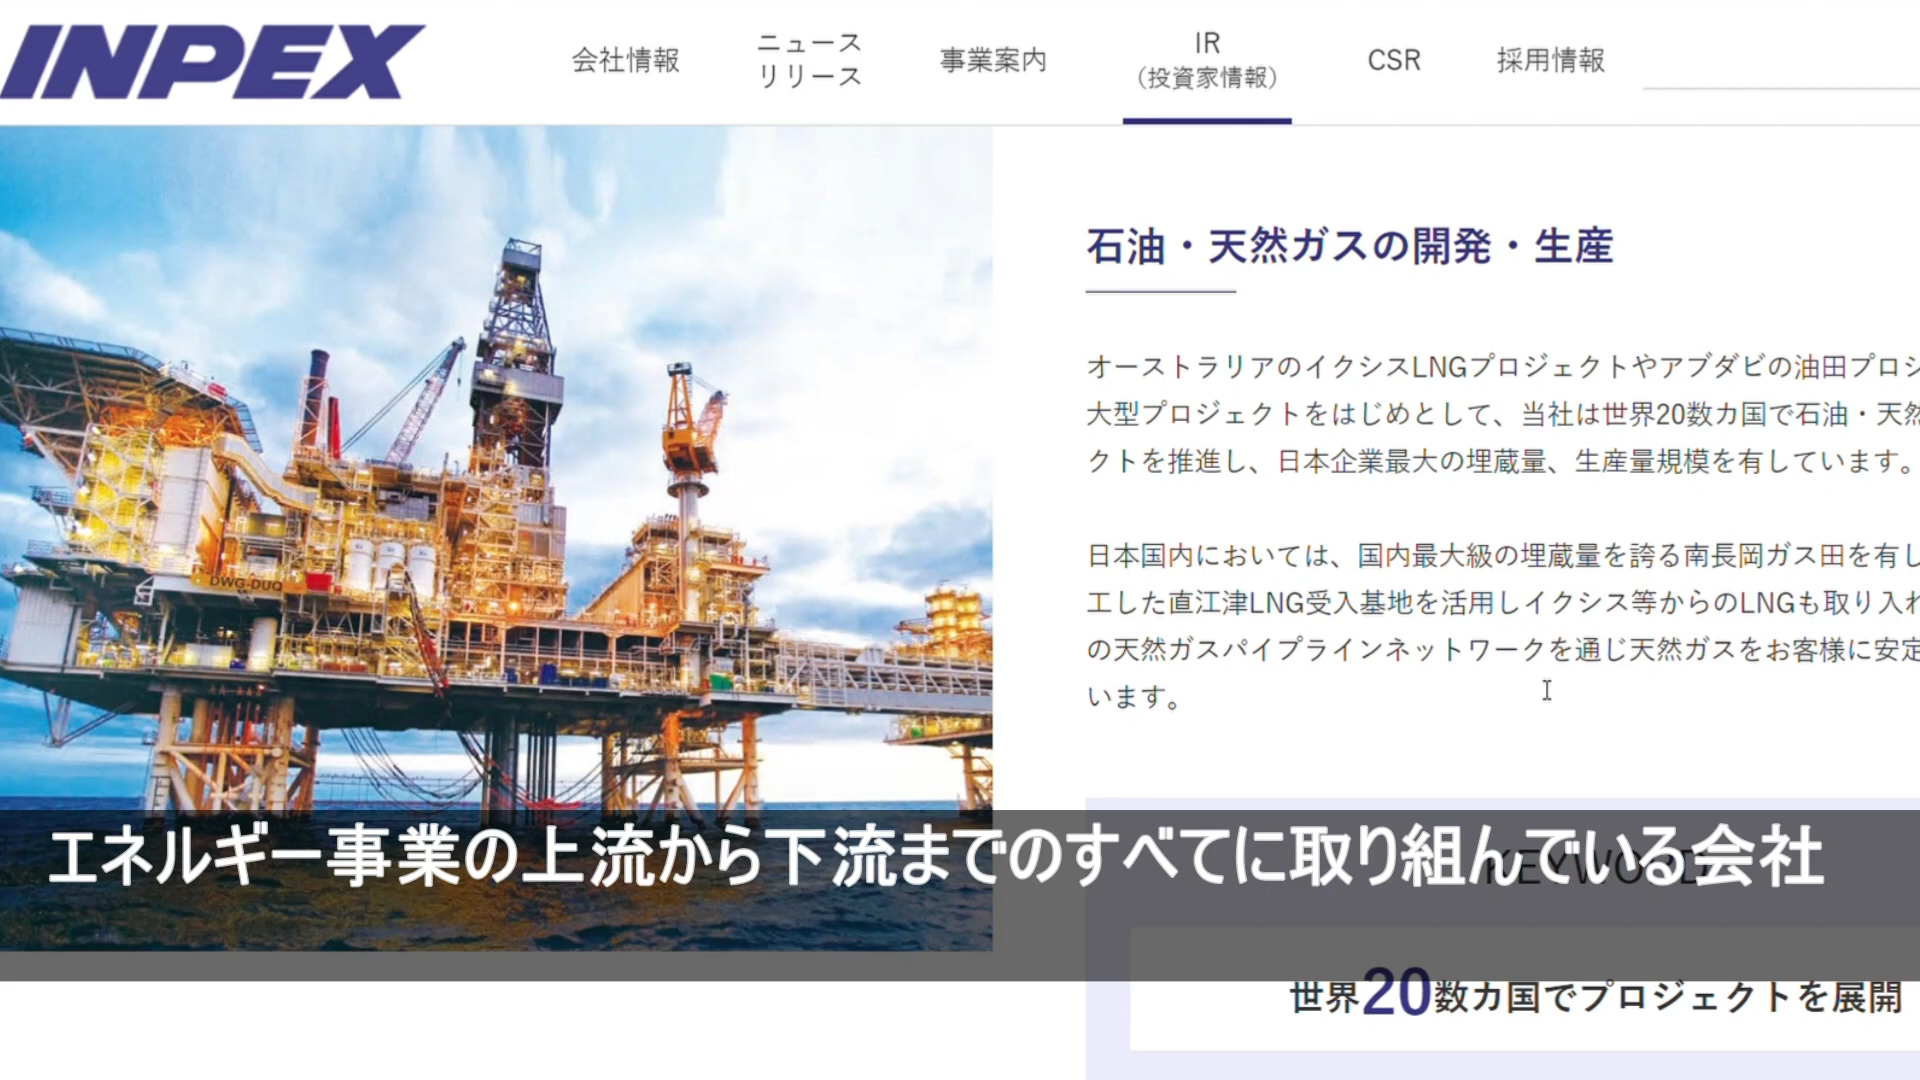 INPEX
会社情報
ニュース
リリース
事業案内
IR
（投資家情報）
CSR
採用情報
石油・天然ガスの開発・生産
オーストラリアのイクシスLNGプロジェクトやアブダビの油田プロジ
大型プロジェクトをはじめとして、当社は世界20数カ国で石油・天然
クトを推進し、日本企業最大の埋蔵量、生産量規模を有しています。
日本国内においては、国内最大級の埋蔵量を誇る南長岡ガス田を有し
工した直江津LNG受入基地を活用しイクシス等からのLNGも取り入れ
の天然ガスパイプラインネットワークを通じ天然ガスをお客様に安定
います。
DWG-DUQ
エネルギー事業の上流から下流までのすべてに取り組んでいる会社
KEYWORD
世界20数カ国でプロジェクトを展開